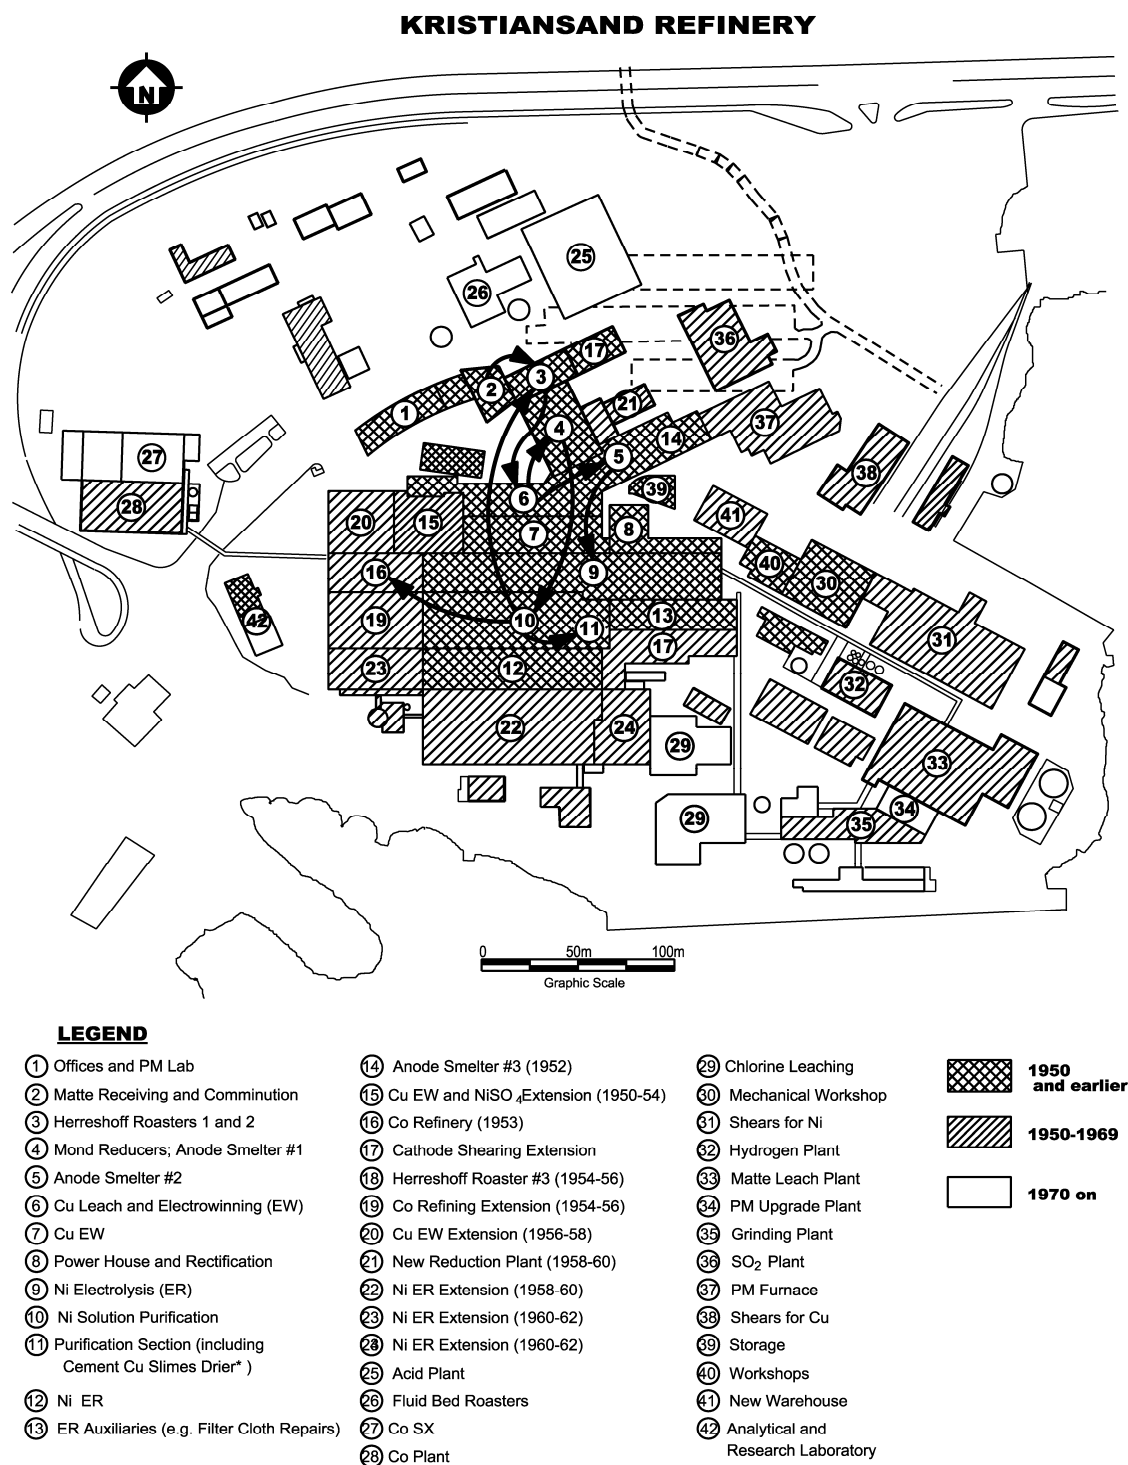 KRISTIANSAND REFINERY
N
25
26
36
17
3
2
21
1
37
14
4
5
27
38
39
6
28
41
20
15
7
8
40
16
9
30
13
42
19
10
11
31
17
23
12
32
22
24
29
33
34
29
35
0 50m 100m
Graphic Scale
LEGEND
1 Offices and PM Lab
2 Matte Receiving and Comminution
3 Herreshoff Roasters 1 and 2
4 Mond Reducers; Anode Smelter #1
5 Anode Smelter #2
6 Cu Leach and Electrowinning (EW)
7 Cu EW
8 Power House and Rectification
9 Ni Electrolysis (ER)
10 Ni Solution Purification
11 Purification Section (including
Cement Cu Slimes Drier* )
12 Ni ER
13 ER Auxiliaries (e.g. Filter Cloth Repairs)
14 Anode Smelter #3 (1952)
15 Cu EW and NiSO4Extension (1950-54)
16 Co Refinery (1953)
17 Cathode Shearing Extension
18 Herreshoff Roaster #3 (1954-56)
19 Co Refining Extension (1954-56)
20 Cu EW Extension (1956-58)
21 New Reduction Plant (1958-60)
22 Ni ER Extension (1958-60)
23 Ni ER Extension (1960-62)
Ni ER Extension (1960-62)
25 Acid Plant
26 Fluid Bed Roasters
27 Co SX
28 Co Plant
29 Chlorine Leaching
30 Mechanical Workshop
31 Shears for Ni
32 Hydrogen Plant
33 Matte Leach Plant
34 PM Upgrade Plant
35 Grinding Plant
36 SO2 Plant
37 PM Furnace
38 Shears for Cu
39 Storage
40 Workshops
41 New Warehouse
42 Analytical and
Research Laboratory
1950
and earlier
1950-1969
1970 on